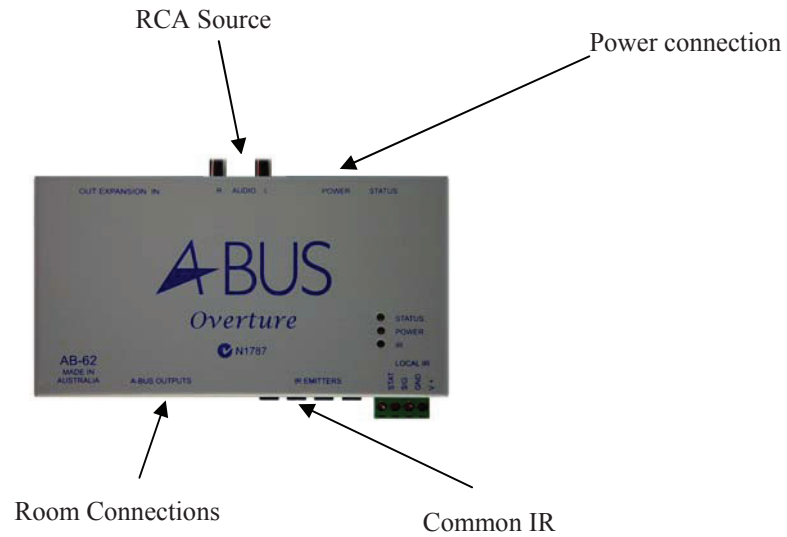 RCA Source
Power connection
OUT EXPANSION IN
R AUDIO L
POWER
STATUS
A-BUS
Overture
N1787
STATUS
POWER
IR
LOCAL IR
STAT
SIG
GND
V+
AB-62
MADE IN
AUSTRALIA
A-BUS OUTPUTS
IR EMITTERS
Room Connections
Common IR